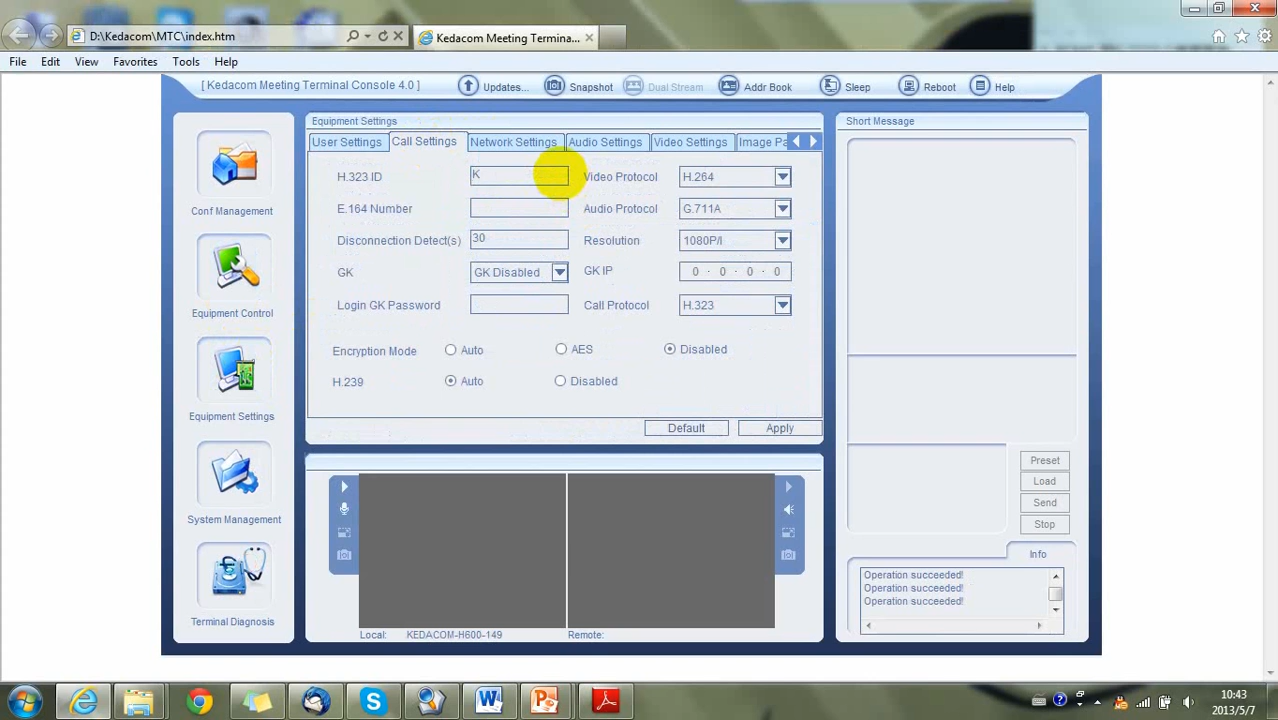 D:\Kedacom\MTC\index.htm
Kedacom Meeting Termina...
File Edit View Favorites Tools Help
[ Kedacom Meeting Terminal Console 4.0 ]
Updates... Snapshot Dual Stream Addr Book Sleep Reboot Help
Conf Management
Equipment Control
Equipment Settings
System Management
Terminal Diagnosis
Equipment Settings
User Settings Call Settings Network Settings Audio Settings Video Settings Image Pa
H.323 ID K Video Protocol H.264
E.164 Number Audio Protocol G.711A
Disconnection Detect(s) 30 Resolution 1080P/I
GK GK Disabled GK IP 0 · 0 · 0 · 0
Login GK Password Call Protocol H.323
Encryption Mode Auto AES Disabled
H.239 Auto Disabled
Default Apply
Local: KEDACOM-H600-149 Remote:
Short Message
Preset
Load
Send
Stop
Info
Operation succeeded!
Operation succeeded!
Operation succeeded!
10:43
2013/5/7